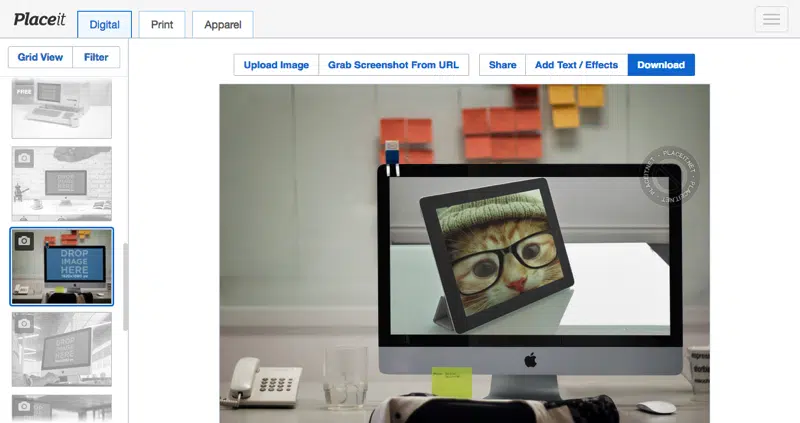 Placeit
Digital
Print
Apparel
Grid View
Filter
Upload Image
Grab Screenshot From URL
Share
Add Text / Effects
Download
FREE
DROP
IMAGE
HERE
DROP
IMAGE
HERE
DROP
IMAGE
HERE
PLACEIT.NET · PLACEIT.NET · PLACEIT.NET